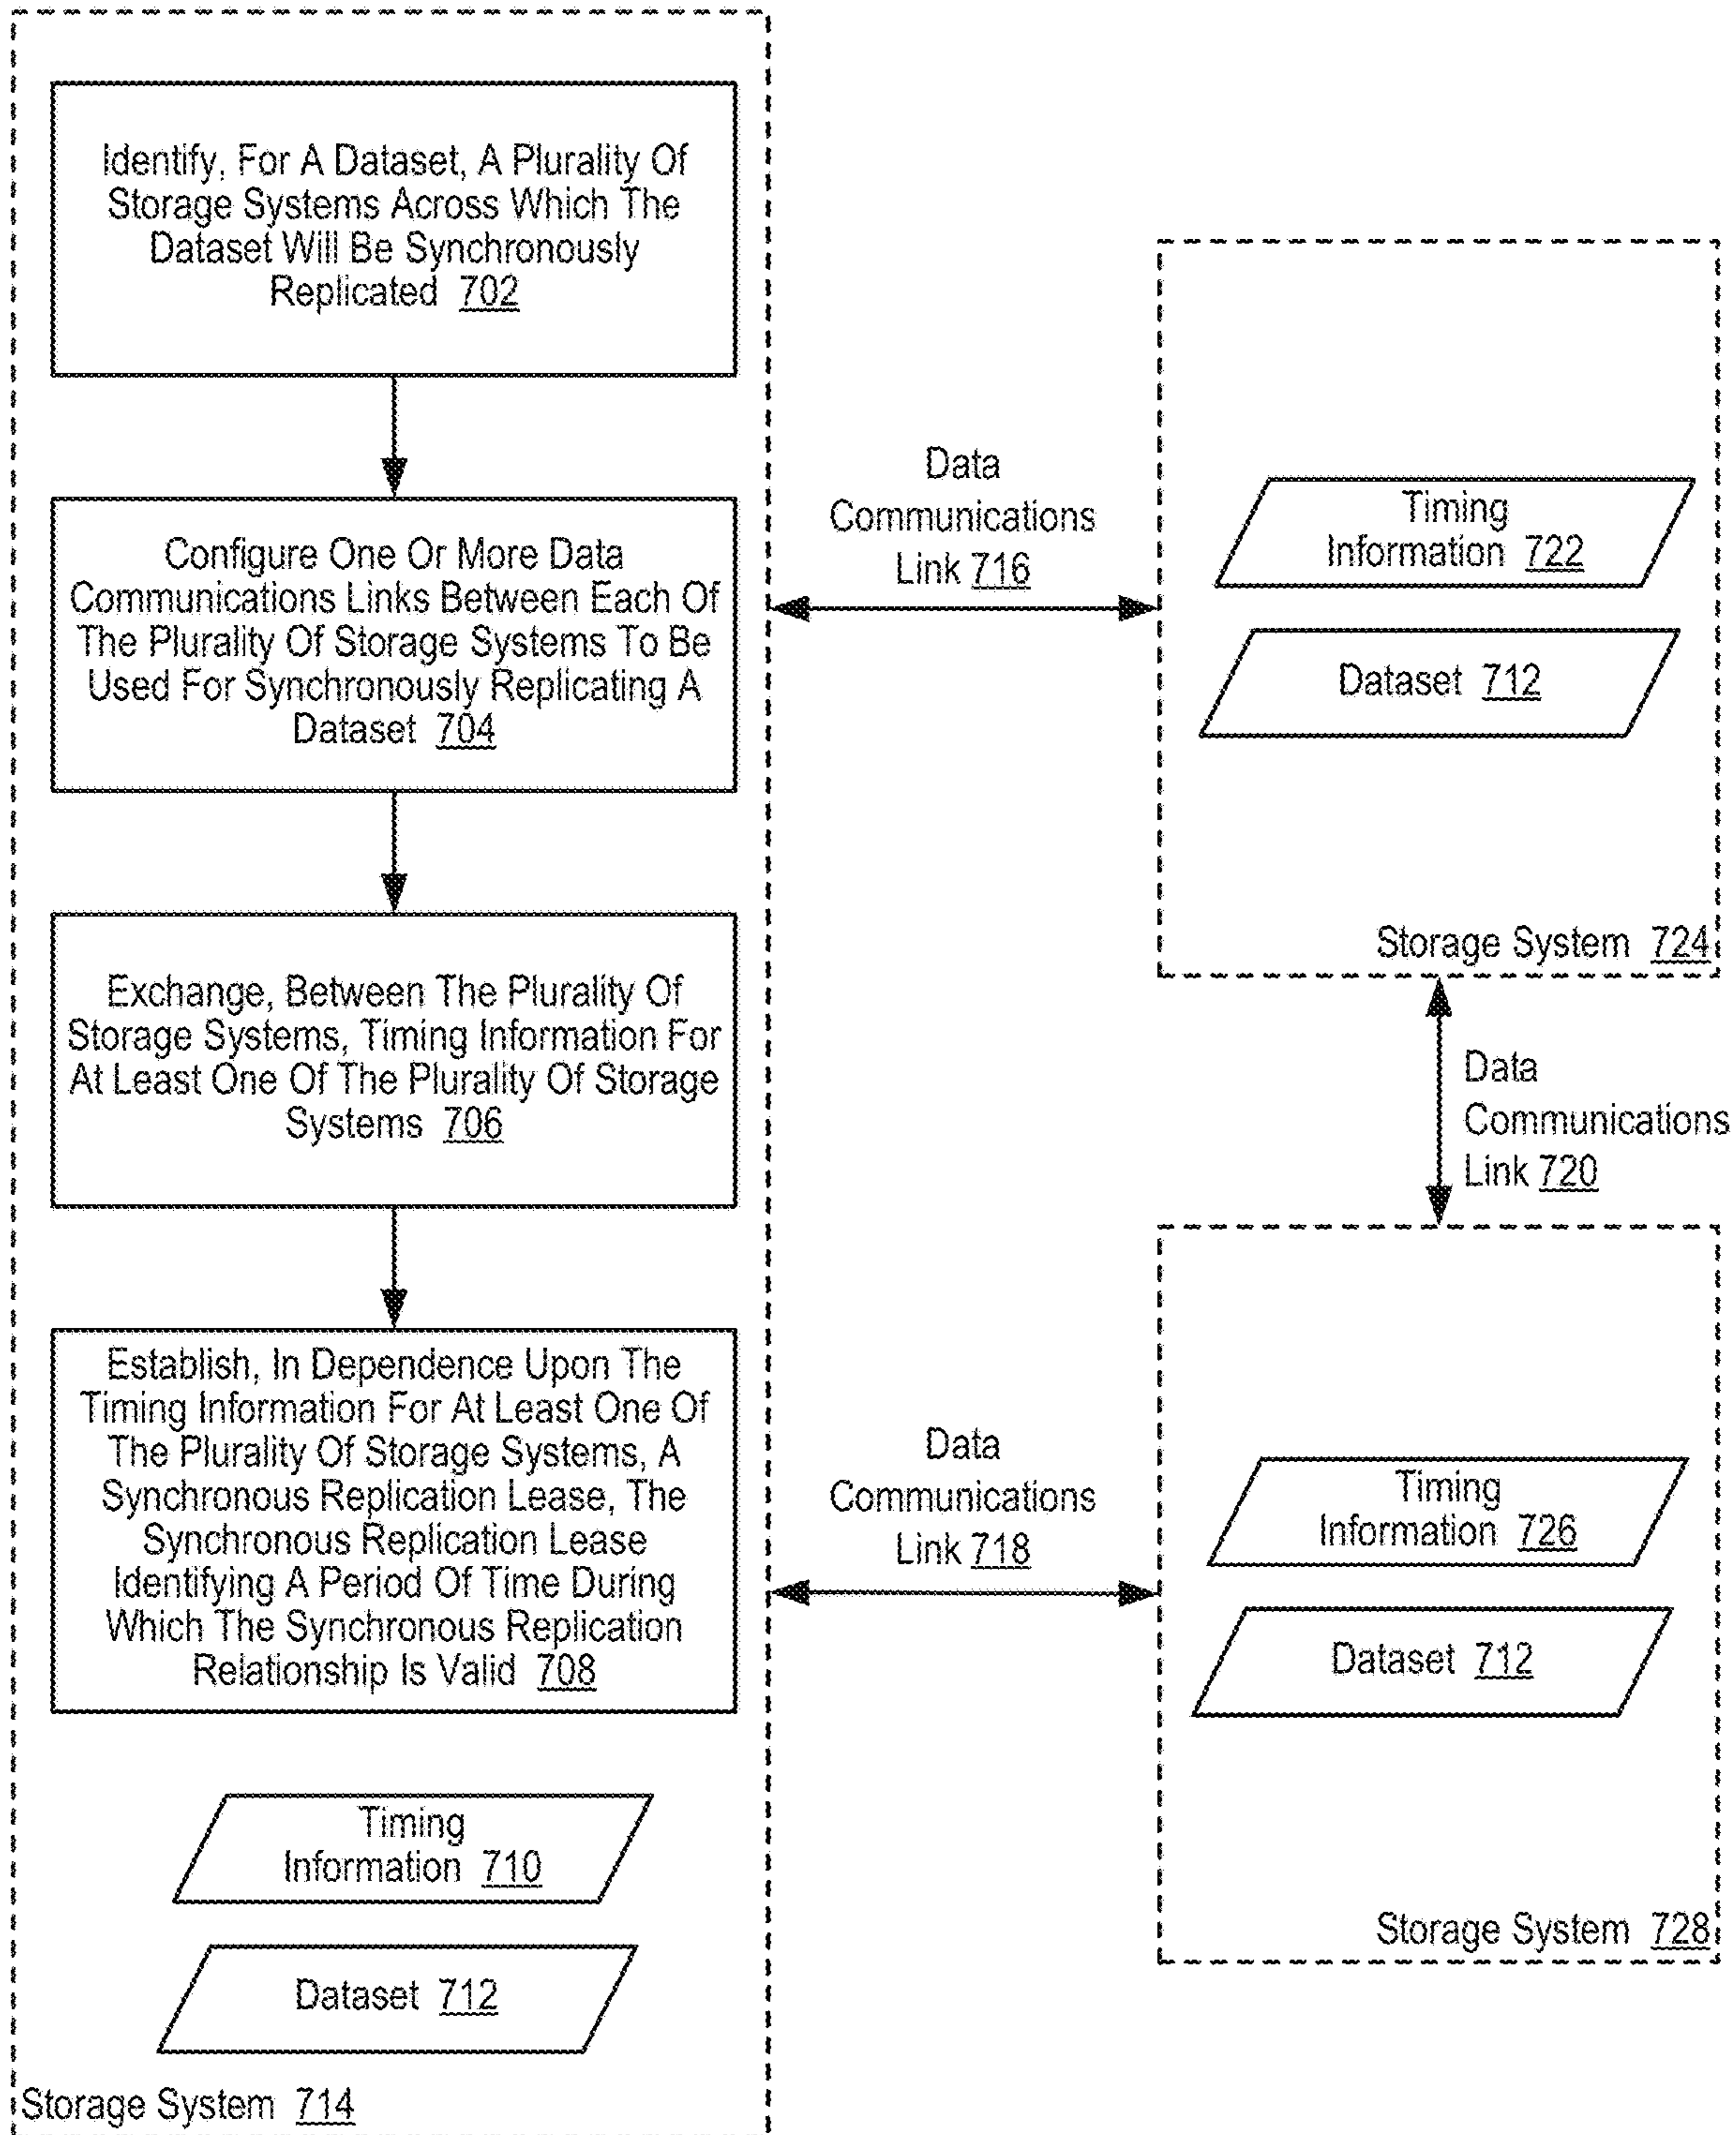 Identify, For A Dataset, A Plurality Of
Storage Systems Across Which The
Dataset Will Be Synchronously
Replicated 702
Configure One Or More Data
Communications Links Between Each Of
The Plurality Of Storage Systems To Be
Used For Synchronously Replicating A
Dataset 704
Exchange, Between The Plurality Of
Storage Systems, Timing Information For
At Least One Of The Plurality Of Storage
Systems 706
Establish, In Dependence Upon The
Timing Information For At Least One Of
The Plurality Of Storage Systems, A
Synchronous Replication Lease, The
Synchronous Replication Lease
Identifying A Period Of Time During
Which The Synchronous Replication
Relationship Is Valid 708
Timing
Information 710
Dataset 712
Storage System 714
Data
Communications
Link 716
Data
Communications
Link 718
Timing
Information 722
Dataset 712
Storage System 724
Data
Communications
Link 720
Timing
Information 726
Dataset 712
Storage System 728